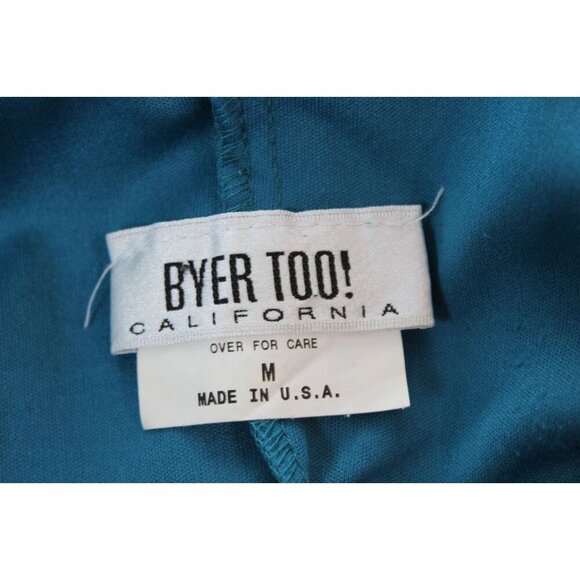 BYER TOO!
CALIFORNIA
OVER FOR CARE
M
MADE IN U.S.A.